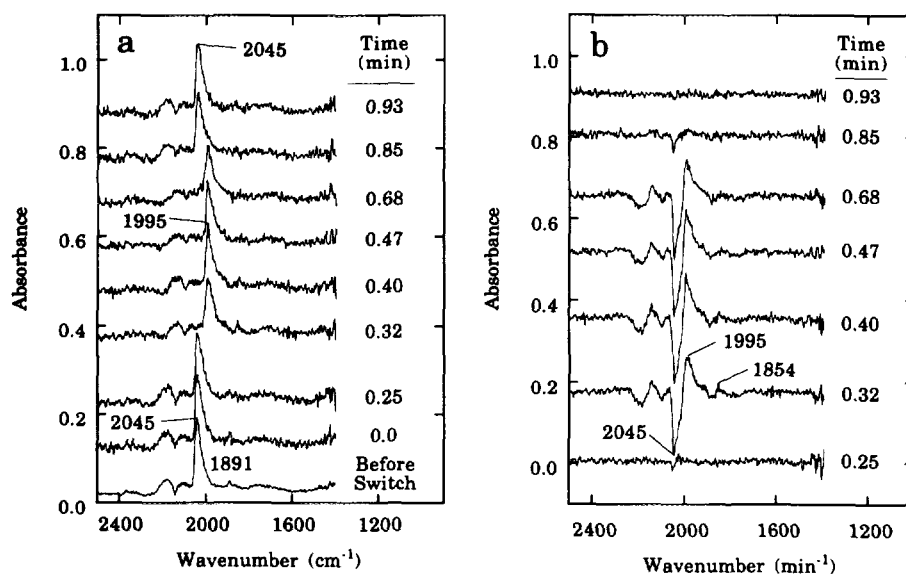 a
Time
(min)
2045
1.0
0.93
0.8
0.85
0.68
1995
0.6
0.47
0.40
0.4
0.32
0.25
0.2
2045
0.0
1891
Before
Switch
0.0
2400 2000 1600 1200
Wavenumber (cm⁻¹)
Absorbance
b
Time
(min)
1.0
0.93
0.8
0.85
0.68
0.6
0.47
0.4
0.40
1995
1854
0.2
0.32
2045
0.0
0.25
2400 2000 1600 1200
Wavenumber (min⁻¹)
Absorbance